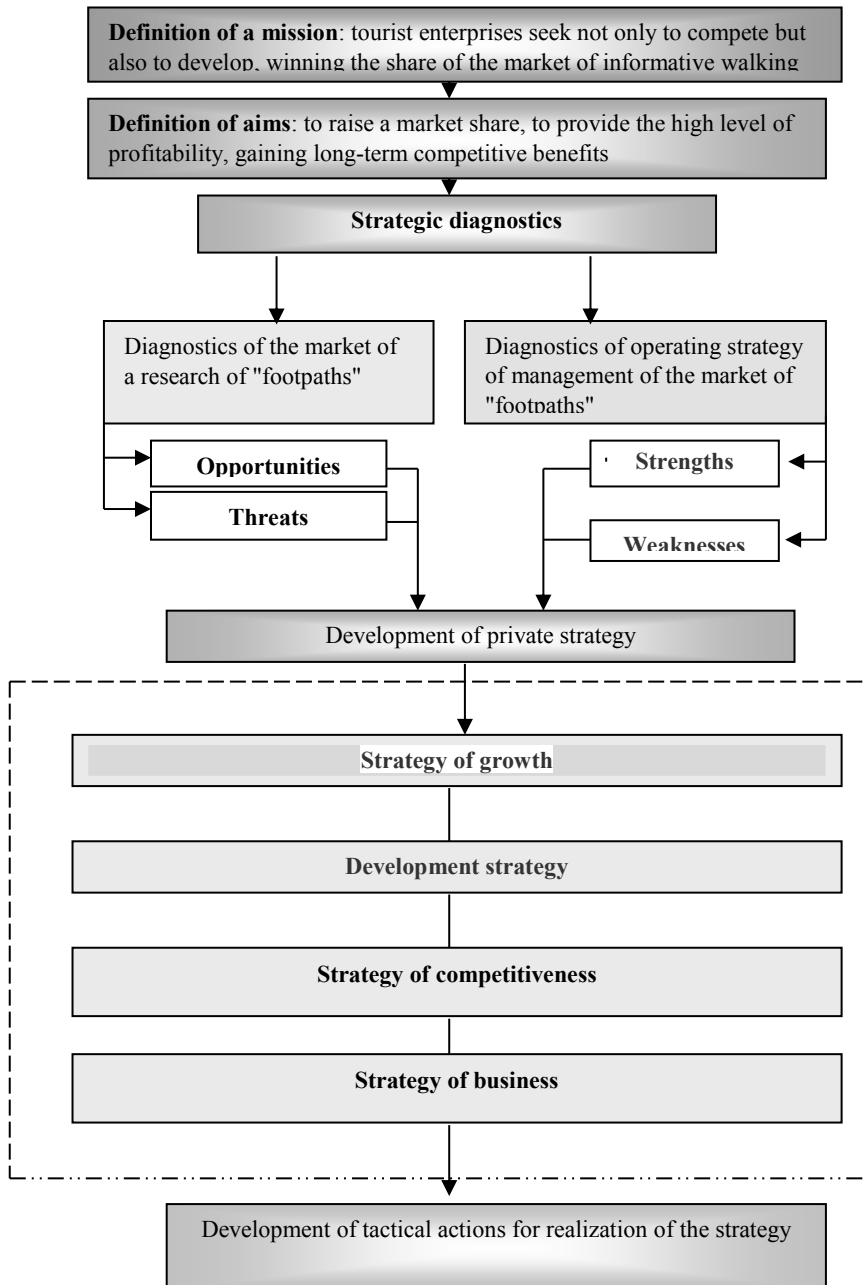 Definition of a mission: tourist enterprises seek not only to compete but
also to develop, winning the share of the market of informative walking
Definition of aims: to raise a market share, to provide the high level of
profitability, gaining long-term competitive benefits
Strategic diagnostics
Diagnostics of the market of
a research of "footpaths"
Diagnostics of operating strategy
of management of the market of
"footpaths"
Opportunities
Strengths
Threats
Weaknesses
Development of private strategy
Strategy of growth
Development strategy
Strategy of competitiveness
Strategy of business
Development of tactical actions for realization of the strategy